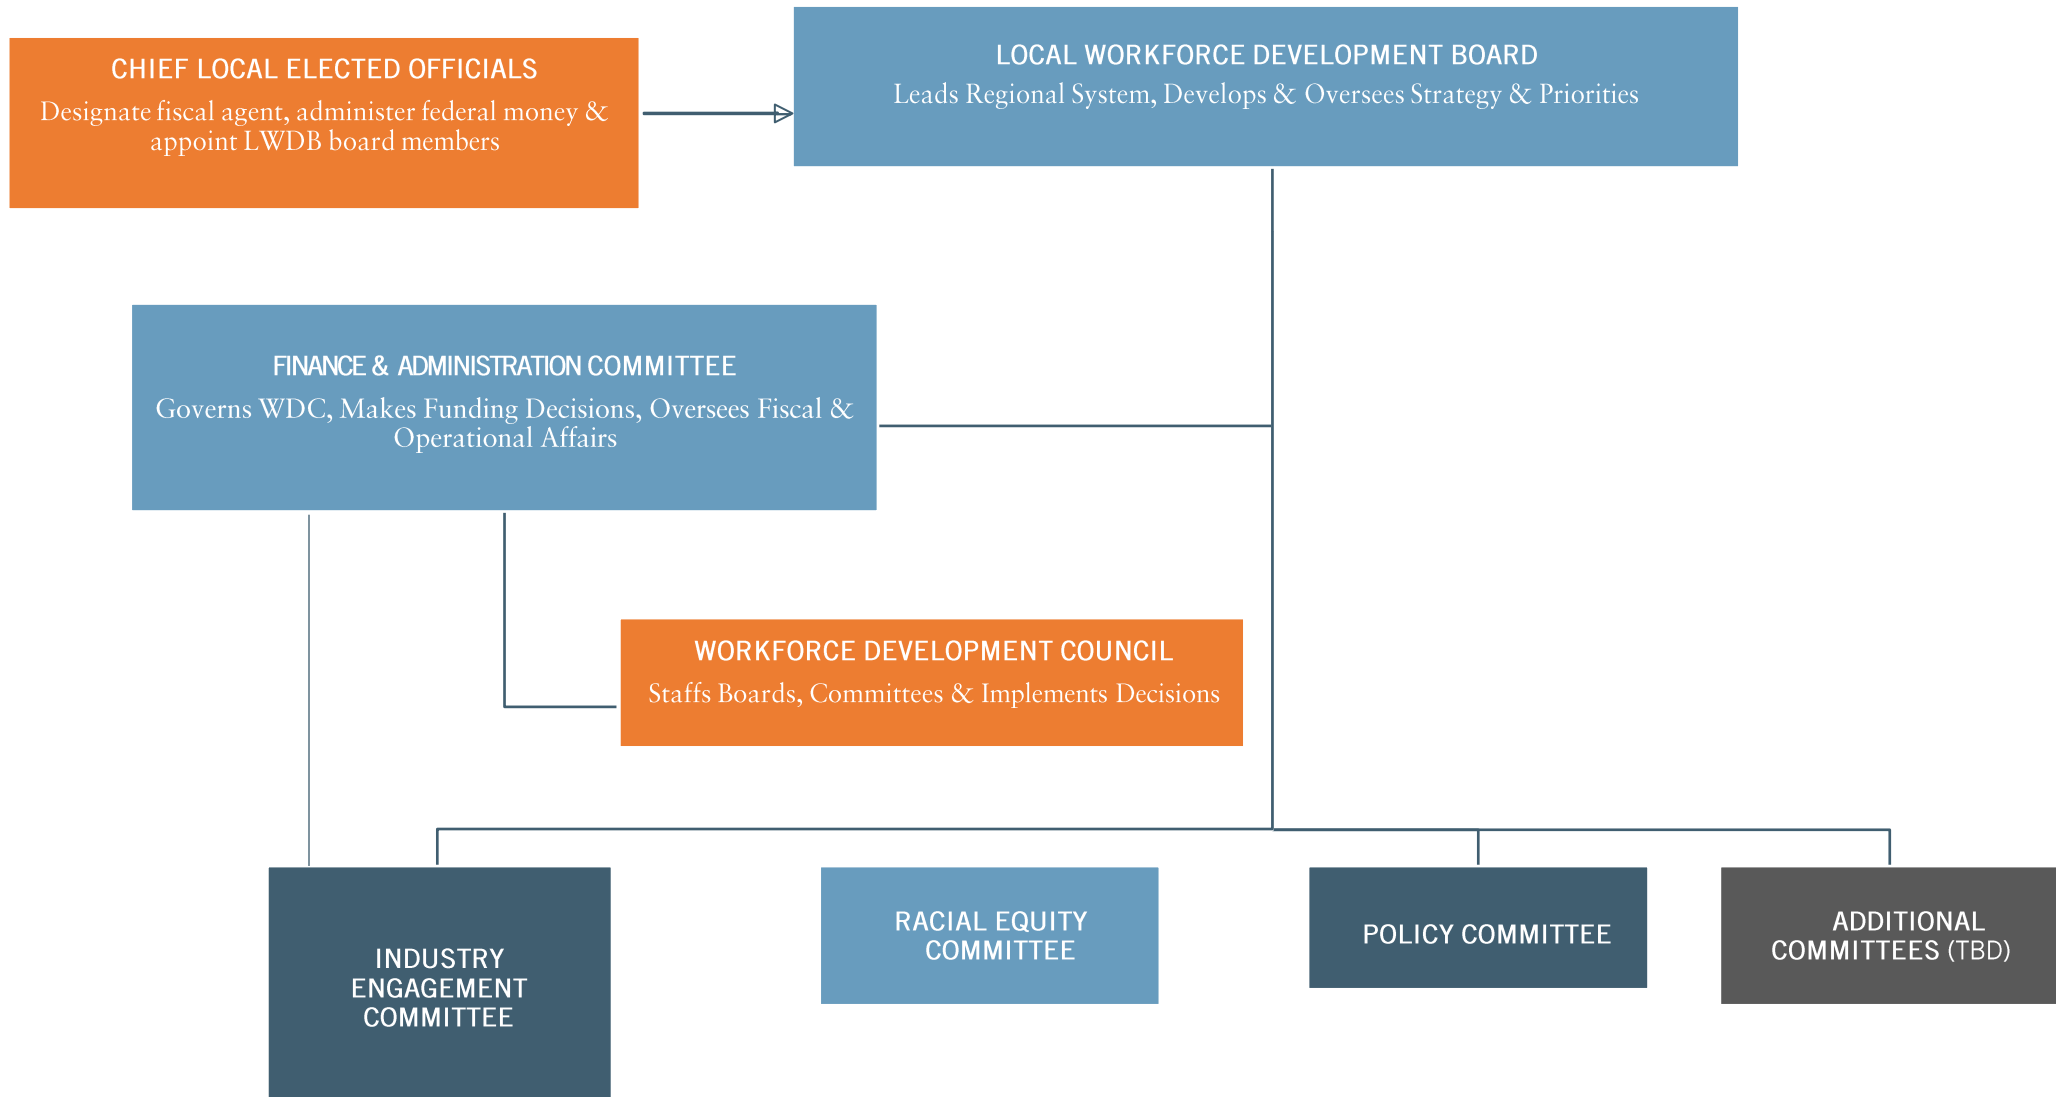 CHIEF LOCAL ELECTED OFFICIALS
Designate fiscal agent, administer federal money &
appoint LWDB board members
LOCAL WORKFORCE DEVELOPMENT BOARD
Leads Regional System, Develops & Oversees Strategy & Priorities
FINANCE & ADMINISTRATION COMMITTEE
Governs WDC, Makes Funding Decisions, Oversees Fiscal &
Operational Affairs
WORKFORCE DEVELOPMENT COUNCIL
Staffs Boards, Committees & Implements Decisions
INDUSTRY
ENGAGEMENT
COMMITTEE
RACIAL EQUITY
COMMITTEE
POLICY COMMITTEE
ADDITIONAL
COMMITTEES (TBD)